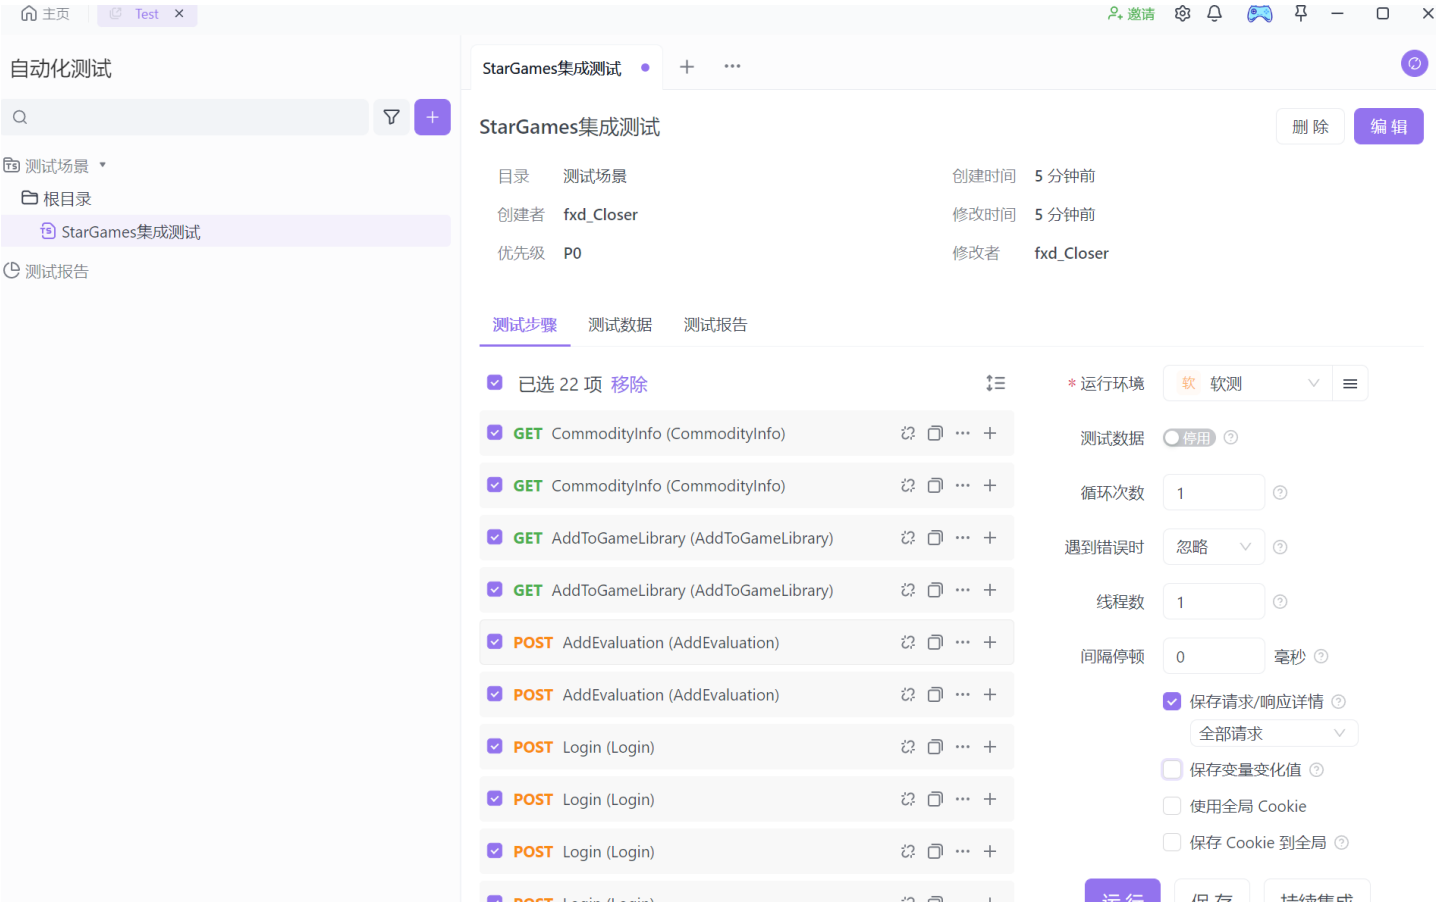 主页
Test
邀请
自动化测试
测试场景
根目录
StarGames集成测试
测试报告
StarGames集成测试
StarGames集成测试
删 除
编 辑
目录 测试场景
创建时间 5 分钟前
创建者 fxd_Closer
修改时间 5 分钟前
优先级 P0
修改者 fxd_Closer
测试步骤 测试数据 测试报告
已选 22 项 移除
GET CommodityInfo (CommodityInfo)
GET CommodityInfo (CommodityInfo)
GET AddToGameLibrary (AddToGameLibrary)
GET AddToGameLibrary (AddToGameLibrary)
POST AddEvaluation (AddEvaluation)
POST AddEvaluation (AddEvaluation)
POST Login (Login)
POST Login (Login)
POST Login (Login)
POST Login (Login)
* 运行环境 软 软测
测试数据 停用
循环次数 1
遇到错误时 忽略
线程数 1
间隔停顿 0 毫秒
保存请求/响应详情
全部请求
保存变量变化值
使用全局 Cookie
保存 Cookie 到全局
运 行 保 存 持续集成